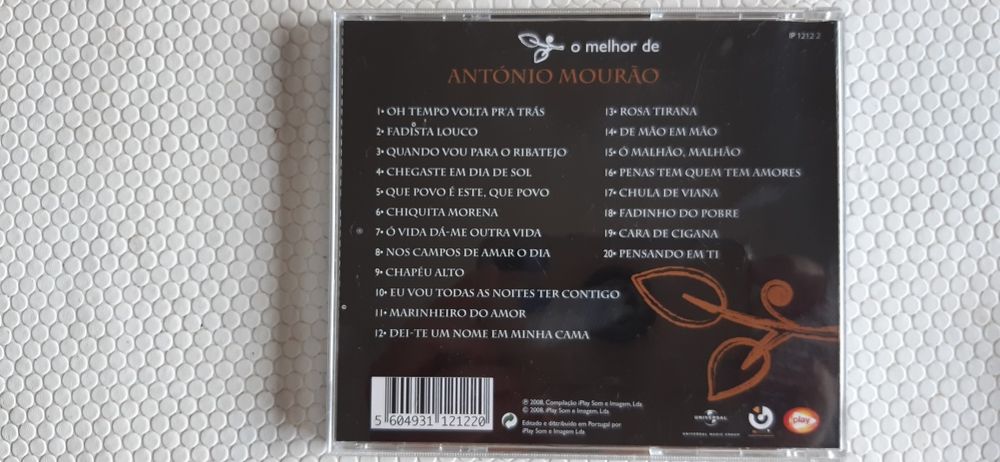 IP 1212 2
o melhor de
ANTÓNIO MOURÃO
1• OH TEMPO VOLTA PR'A TRÁS
2• FADISTA LOUCO
3• QUANDO VOU PARA O RIBATEJO
4• CHEGASTE EM DIA DE SOL
5• QUE POVO É ESTE, QUE POVO
6• CHIQUITA MORENA
7• Ó VIDA DÁ-ME OUTRA VIDA
8• NOS CAMPOS DE AMAR O DIA
9• CHAPÉU ALTO
10• EU VOU TODAS AS NOITES TER CONTIGO
11• MARINHEIRO DO AMOR
12• DEI-TE UM NOME EM MINHA CAMA
13• ROSA TIRANA
14• DE MÃO EM MÃO
15• Ó MALHÃO, MALHÃO
16• PENAS TEM QUEM TEM AMORES
17• CHULA DE VIANA
18• FADINHO DO POBRE
19• CARA DE CIGANA
20• PENSANDO EM TI
5 604931 121220
℗ 2008, Compilação iPlay Som e Imagem, Lda
© 2008, iPlay Som e Imagem, Lda.
Editado e distribuído em Portugal por
iPlay Som e Imagem Lda
UNIVERSAL
UNIVERSAL MUSIC GROUP
play